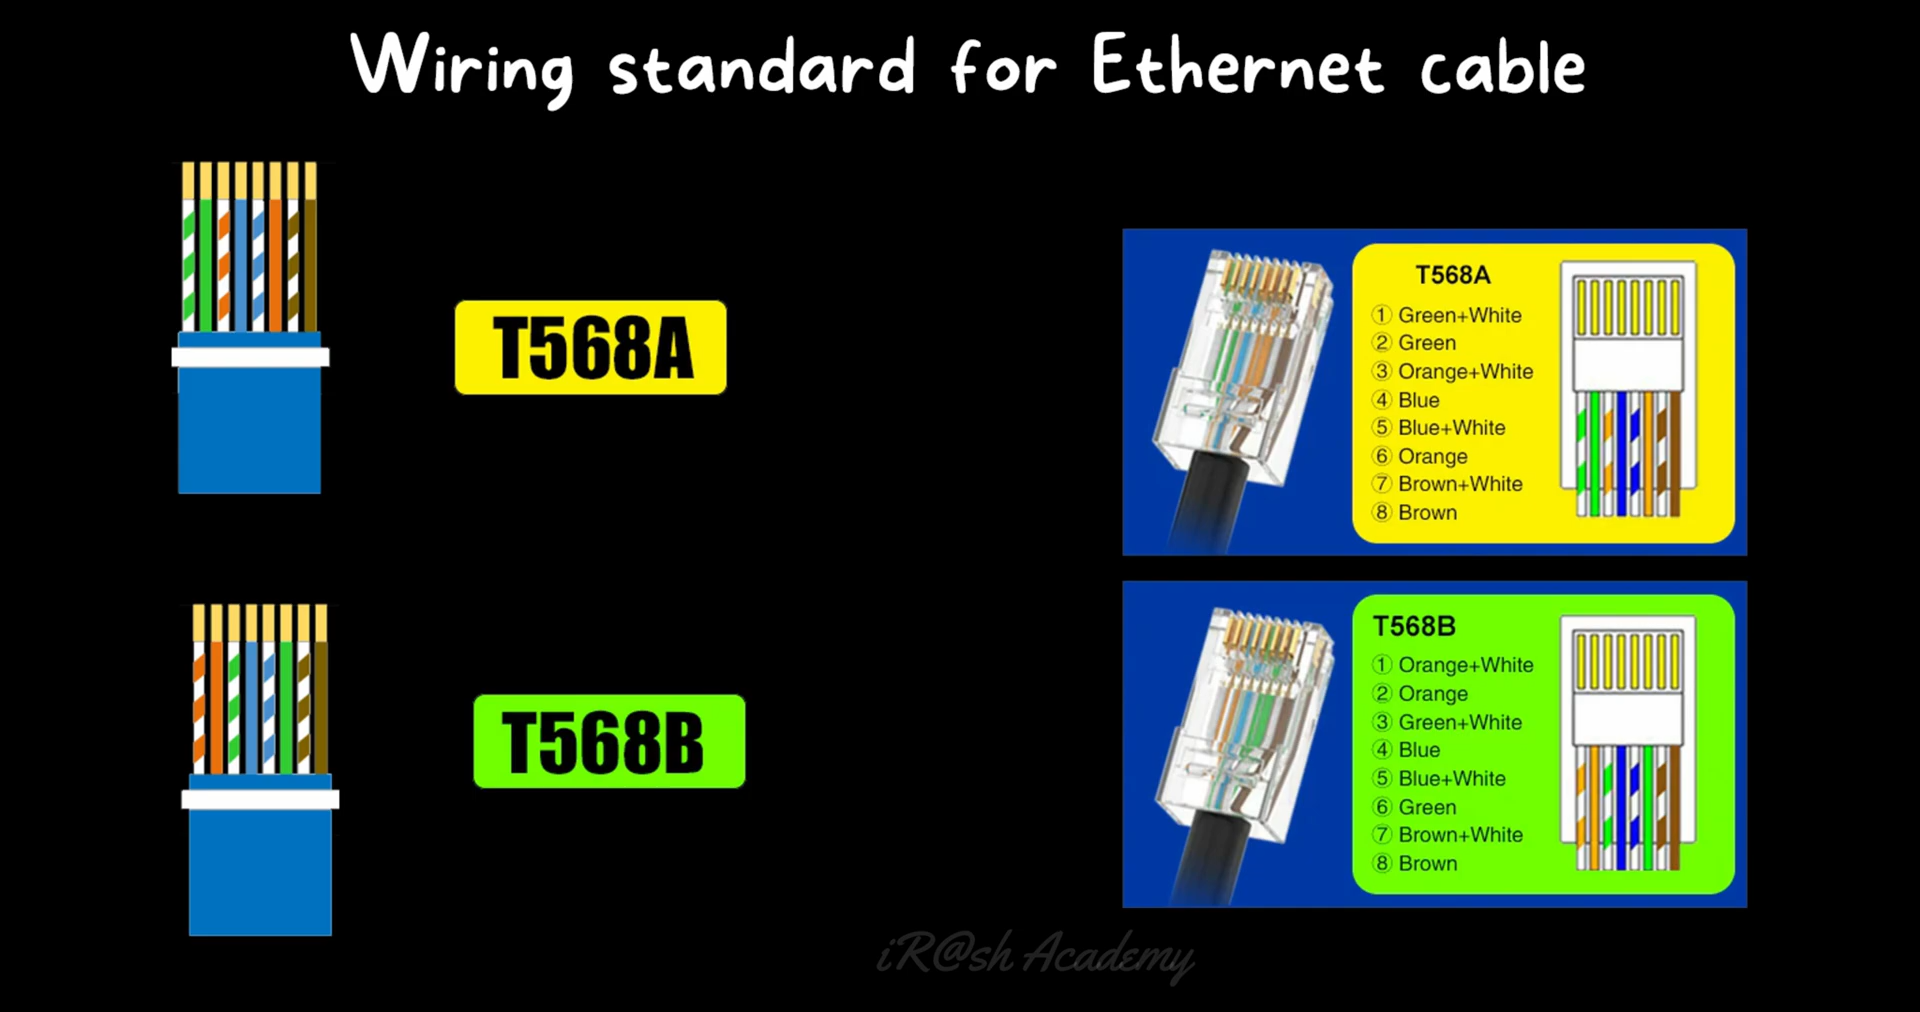 Wiring standard for Ethernet cable
T568A
T568A
① Green+White
② Green
③ Orange+White
④ Blue
⑤ Blue+White
⑥ Orange
⑦ Brown+White
⑧ Brown
T568B
T568B
① Orange+White
② Orange
③ Green+White
④ Blue
⑤ Blue+White
⑥ Green
⑦ Brown+White
⑧ Brown
iR@sh Academy